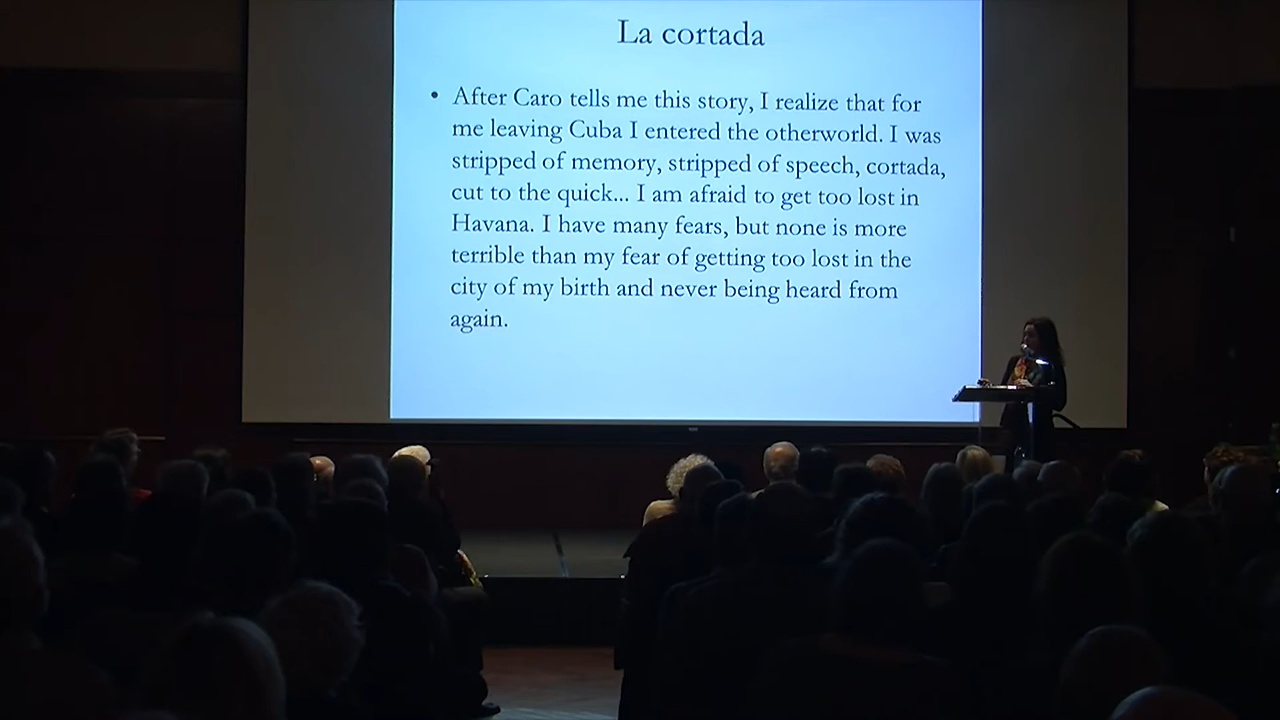 La cortada
• After Caro tells me this story, I realize that for
me leaving Cuba I entered the otherworld. I was
stripped of memory, stripped of speech, cortada,
cut to the quick... I am afraid to get too lost in
Havana. I have many fears, but none is more
terrible than my fear of getting too lost in the
city of my birth and never being heard from
again.